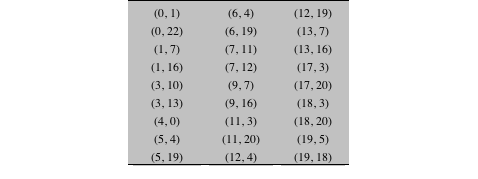 (0, 1) (6, 4) (12, 19)
(0, 22) (6, 19) (13, 7)
(1, 7) (7, 11) (13, 16)
(1, 16) (7, 12) (17, 3)
(3, 10) (9, 7) (17, 20)
(3, 13) (9, 16) (18, 3)
(4, 0) (11, 3) (18, 20)
(5, 4) (11, 20) (19, 5)
(5, 19) (12, 4) (19, 18)